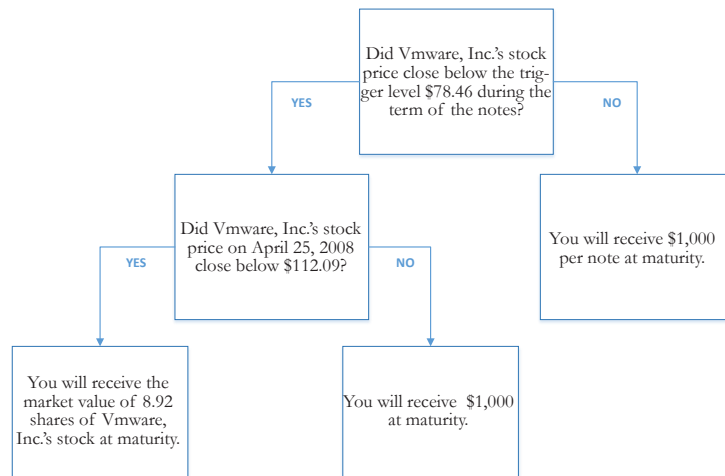 Did Vmware, Inc.'s stock
price close below the trig-
ger level $78.46 during the
term of the notes?
YES
NO
Did Vmware, Inc.'s stock
price on April 25, 2008
close below $112.09?
You will receive $1,000
per note at maturity.
YES
NO
You will receive the
market value of 8.92
shares of Vmware,
Inc.'s stock at maturity.
You will receive $1,000
at maturity.